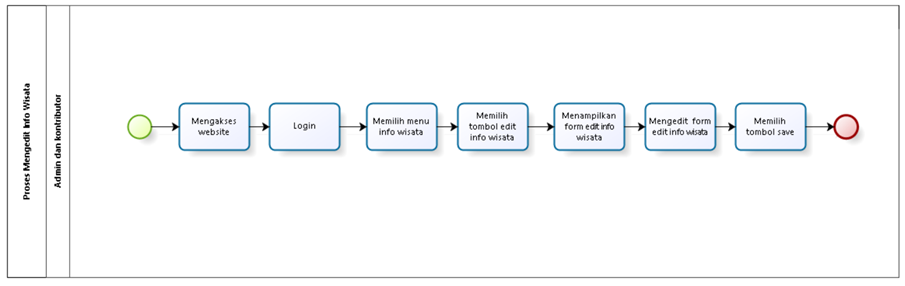 Proses Mengedit Info Wisata
Admin dan kontributor
Mengakses
website
Login
Memilih menu
info wisata
Memilih
tombol edit
info wisata
Menampilkan
form edit info
wisata
Mengedit form
edit info wisata
Memilih
tombol save